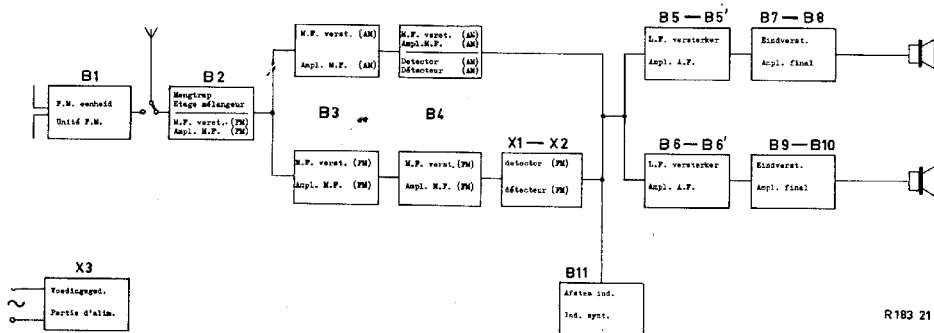 B1
F.M. eenheid
Unité F.M.
B2
Mengtrap
Etage mélangeur
M.F. verst. (FM)
Ampl. M.F. (FM)
M.F. verst. (AM)
Ampl. M.F. (AM)
M.F. verst. (AM)
Ampl.M.F. (AM)
Detector (AM)
Détecteur (AM)
B3
B4
M.F. verst. (FM)
Ampl. M.F. (FM)
M.F. verst. (FM)
Ampl. M.F. (FM)
X1 — X2
detector (FM)
détecteur (FM)
B5 — B5'
L.F. versterker
Ampl. A.F.
B7 — B8
Eindverst.
Ampl. final
B6 — B6'
L.F. versterker
Ampl. A.F.
B9 — B10
Eindverst.
Ampl. final
X3
Voedingsged.
Partie d'alim.
B11
Afstem ind.
Ind. synt.
R183 21